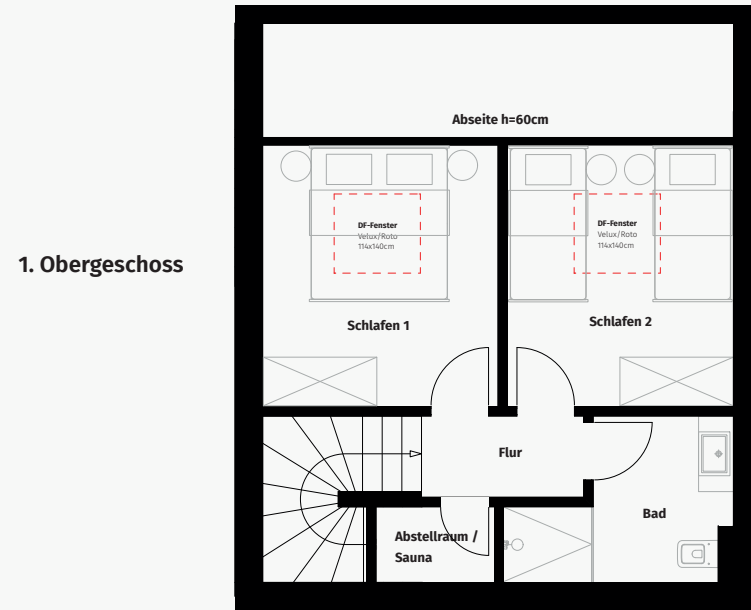 Abseite h=60cm
DF-Fenster
Velux/Roto
114x140cm
DF-Fenster
Velux/Roto
114x140cm
1. Obergeschoss
Schlafen 1
Schlafen 2
Flur
Bad
Abstellraum /
Sauna